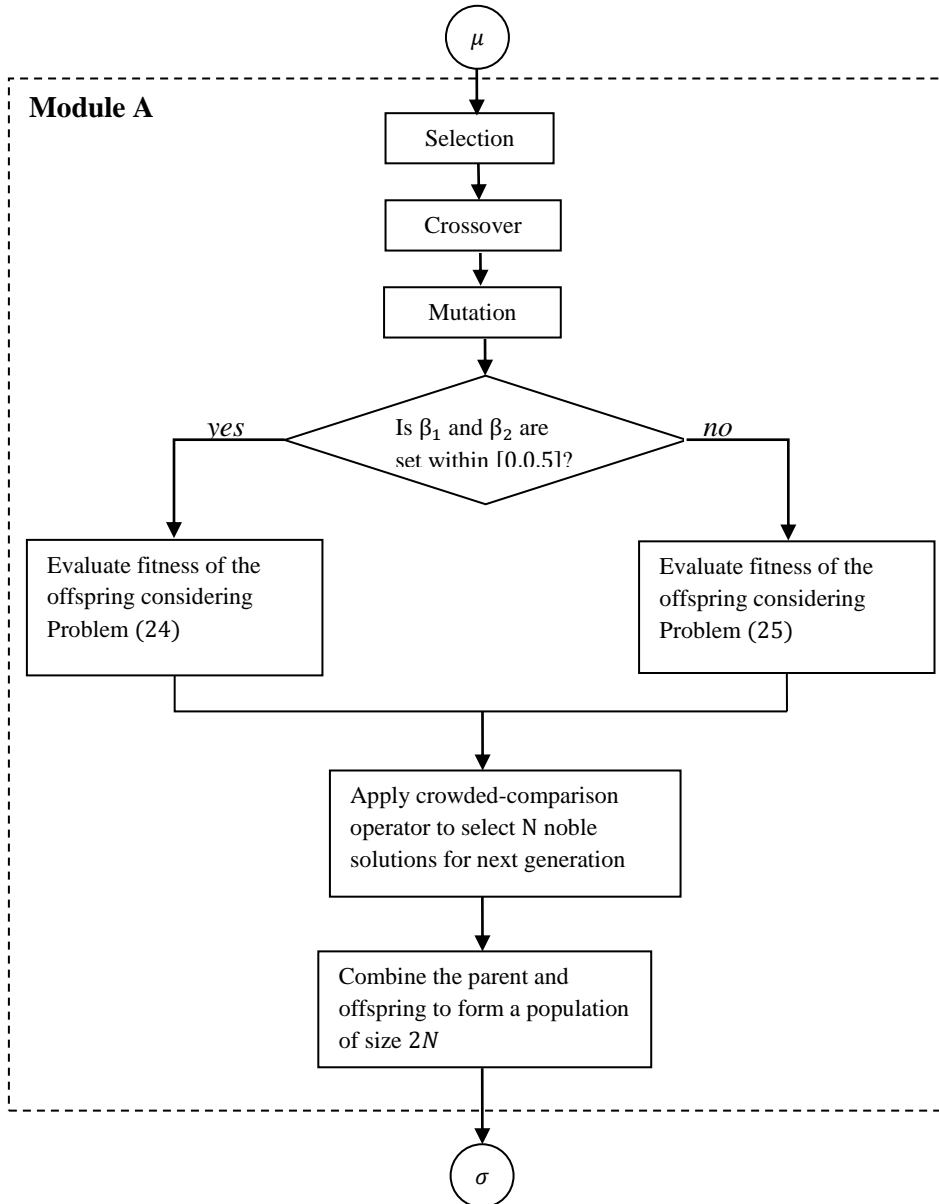 μ
Module A
Selection
Crossover
Mutation
Is β₁ and β₂ are
set within [0.0.5]?
yes
no
Evaluate fitness of the
offspring considering
Problem (24)
Evaluate fitness of the
offspring considering
Problem (25)
Apply crowded-comparison
operator to select N noble
solutions for next generation
Combine the parent and
offspring to form a population
of size 2N
σ